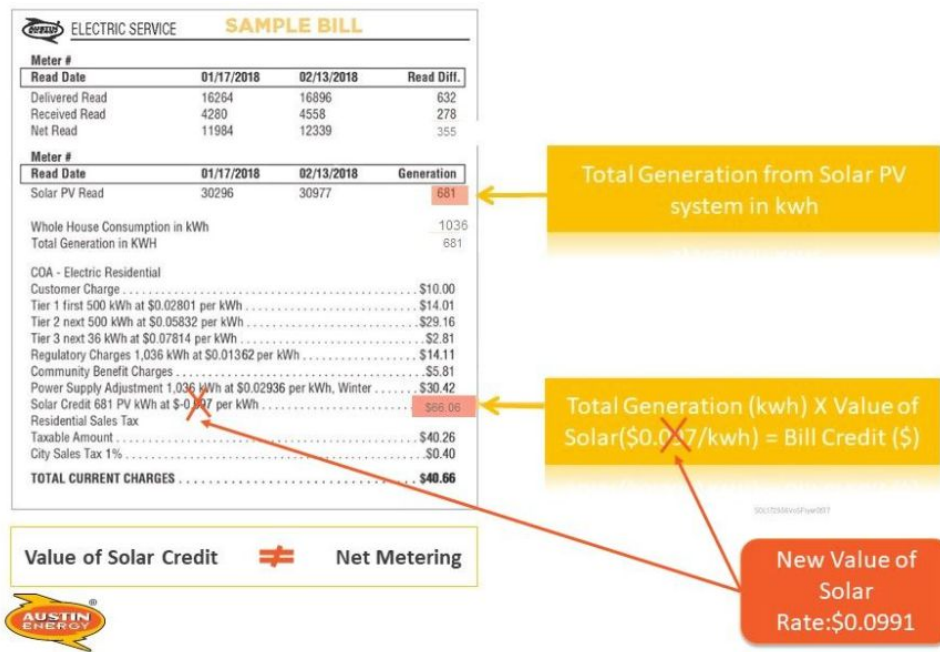 AUSTIN ELECTRIC SERVICE SAMPLE BILL
Meter #
Read Date 01/17/2018 02/13/2018 Read Diff.
Delivered Read 16264 16896 632
Received Read 4280 4558 278
Net Read 11984 12339 355
Meter #
Read Date 01/17/2018 02/13/2018 Generation
Solar PV Read 30296 30977 681
Whole House Consumption in kWh 1036
Total Generation in KWH 681
COA - Electric Residential
Customer Charge $10.00
Tier 1 first 500 kWh at $0.02801 per kWh $14.01
Tier 2 next 500 kWh at $0.05832 per kWh $29.16
Tier 3 next 36 kWh at $0.07814 per kWh $2.81
Regulatory Charges 1,036 kWh at $0.01362 per kWh $14.11
Community Benefit Charges $5.81
Power Supply Adjustment 1,036 kWh at $0.02936 per kWh, Winter $30.42
Solar Credit 681 PV kWh at per kWh $66.06
Residential Sales Tax
Taxable Amount $40.26
City Sales Tax 1% $0.40
TOTAL CURRENT CHARGES $40.66
Total Generation from Solar PV
system in kwh
Total Generation (kwh) X Value of
Solar( /kwh) = Bill Credit ($)
New Value of
Solar
Rate:$0.0991
Value of Solar Credit ≠ Net Metering
AUSTIN
ENERGY
®